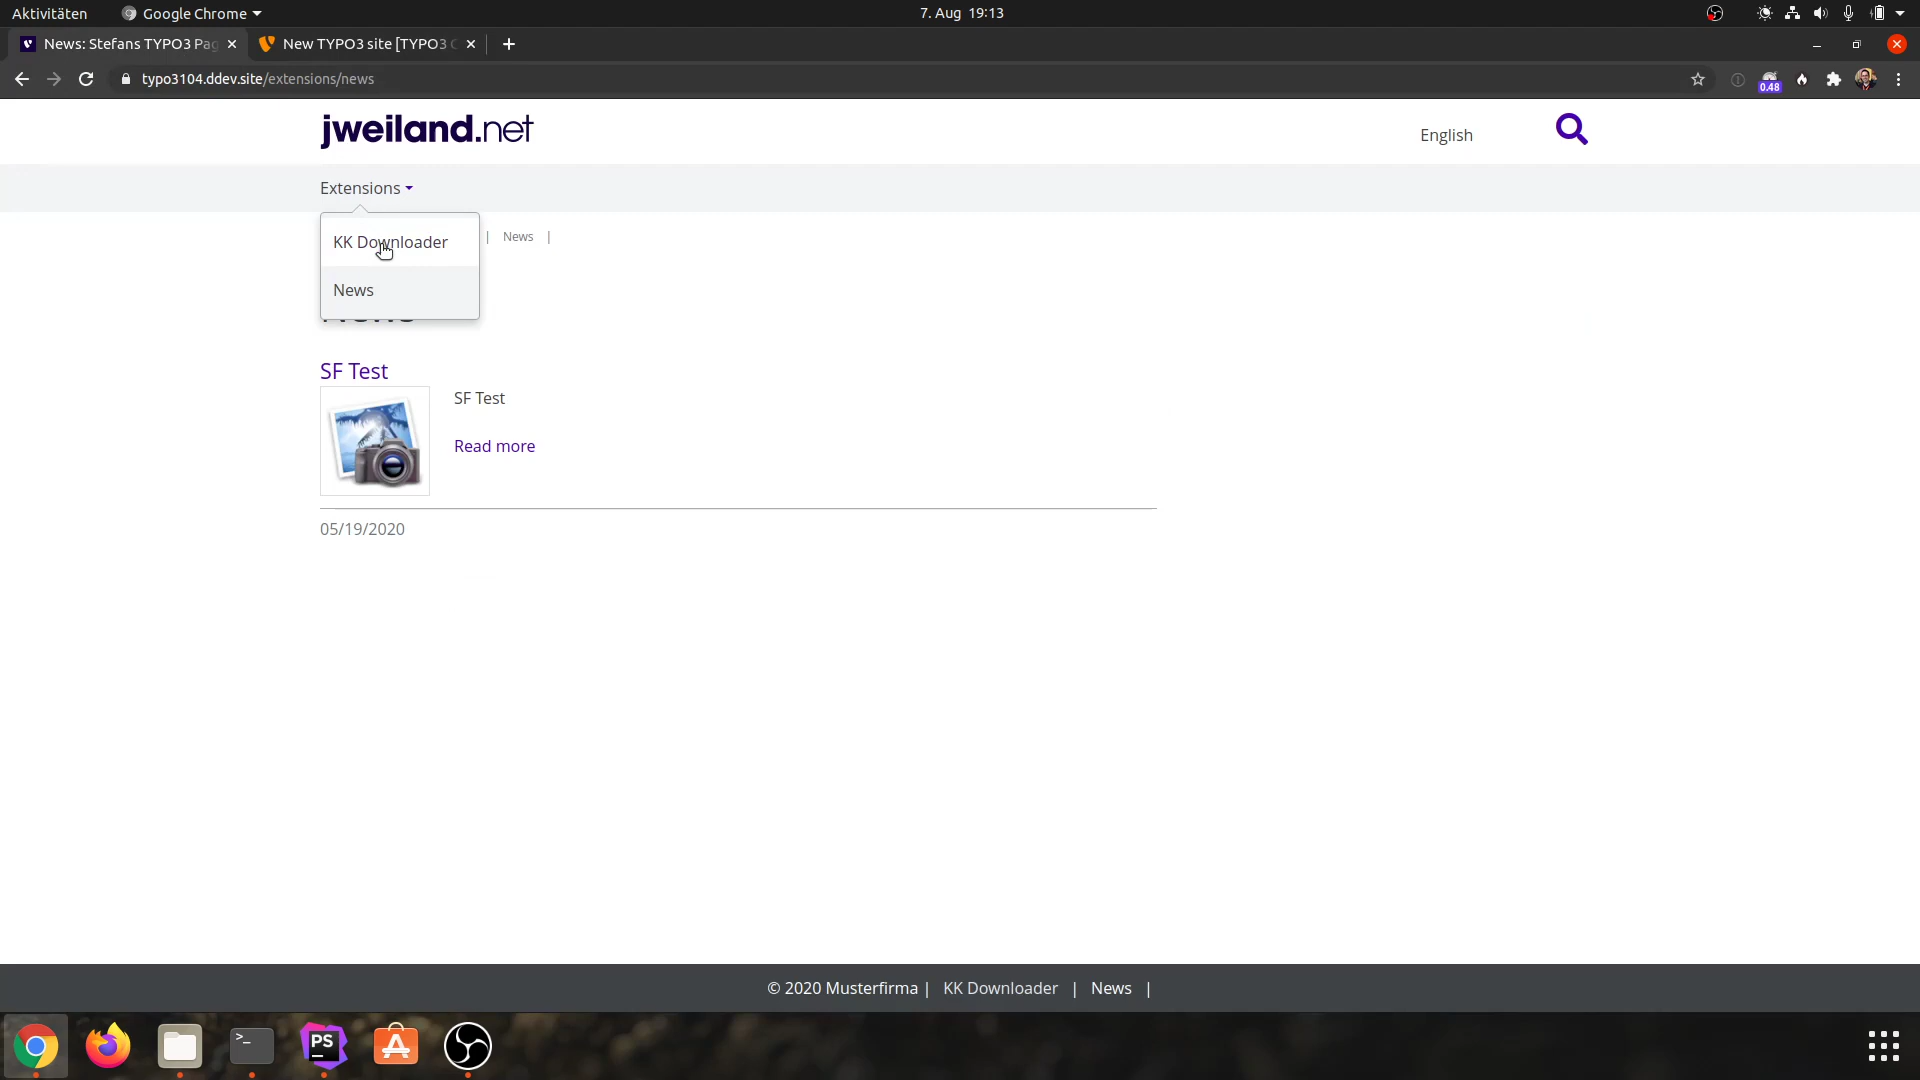 Aktivitäten
Google Chrome
7. Aug 19:13
News: Stefans TYPO3 Pag
New TYPO3 site [TYPO3 C
typo3104.ddev.site/extensions/news
0.48
jweiland.net
English
Extensions
KK Downloader
| News |
News
News
SF Test
SF Test
Read more
05/19/2020
© 2020 Musterfirma | KK Downloader | News |
>_
PS